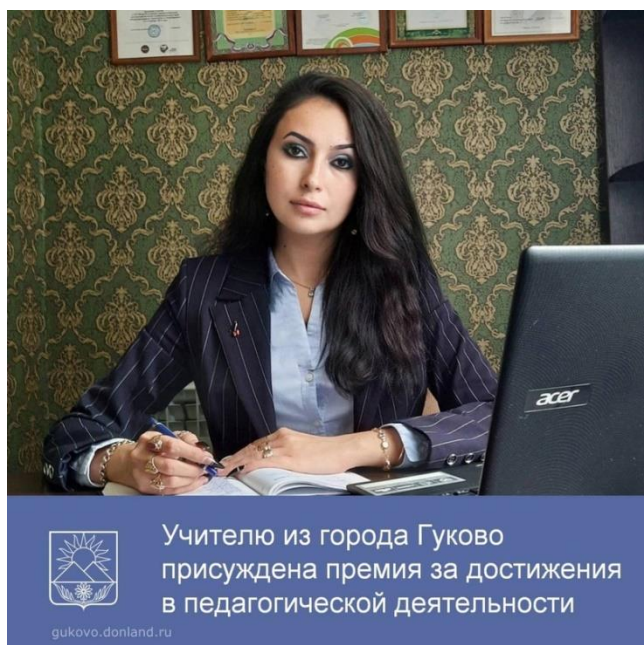 acer
Учителю из города Гуково
присуждена премия за достижения
в педагогической деятельности
gukovo.donland.ru